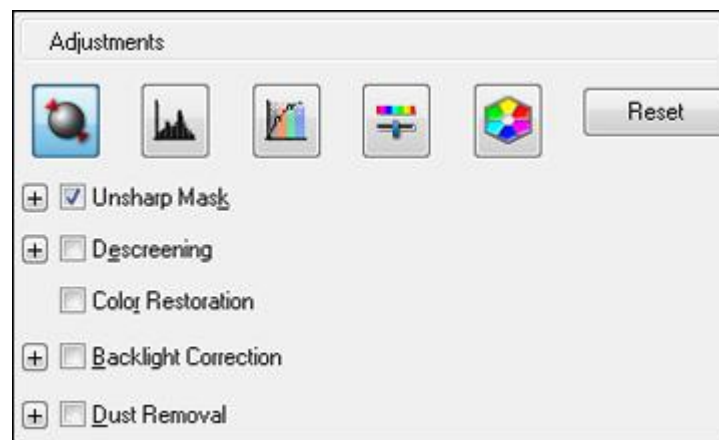 Adjustments
Reset
Unsharp Mask
Descreening
Color Restoration
Backlight Correction
Dust Removal